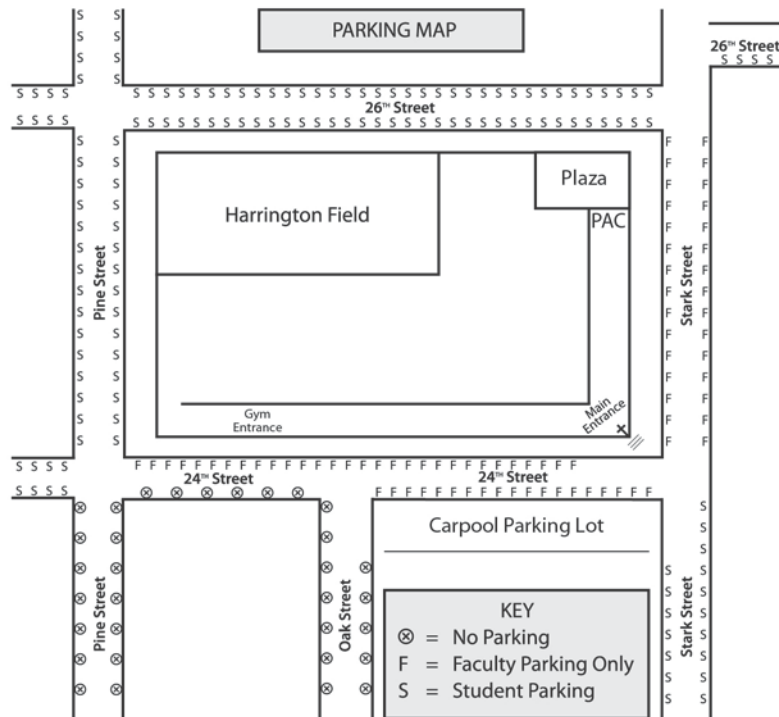 PARKING MAP
26TH Street
S S S S
S S S S
S S S S S S S S S S S S S S S S S S S S S S S S S S S S S S S S S S S
26TH Street
S S S S S S S S S S S S S S S S S S S S S S S S S S S S S S S S S S S
Plaza
Harrington Field
PAC
Pine Street
Stark Street
Gym
Entrance
Main
Entrance
S S S S
F F F F F F F F F F F F F F F F F F F F F F F F F F F F F
24TH Street
24TH Street
S S S S
F F F F F F F F F F F F F F F F F F
Carpool Parking Lot
Pine Street
Oak Street
Stark Street
KEY
⊗ = No Parking
F = Faculty Parking Only
S = Student Parking